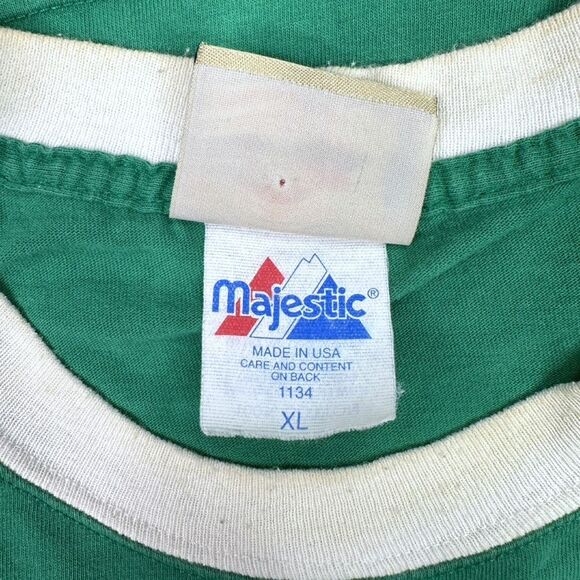 Majestic®
MADE IN USA
CARE AND CONTENT
ON BACK
1134
XL